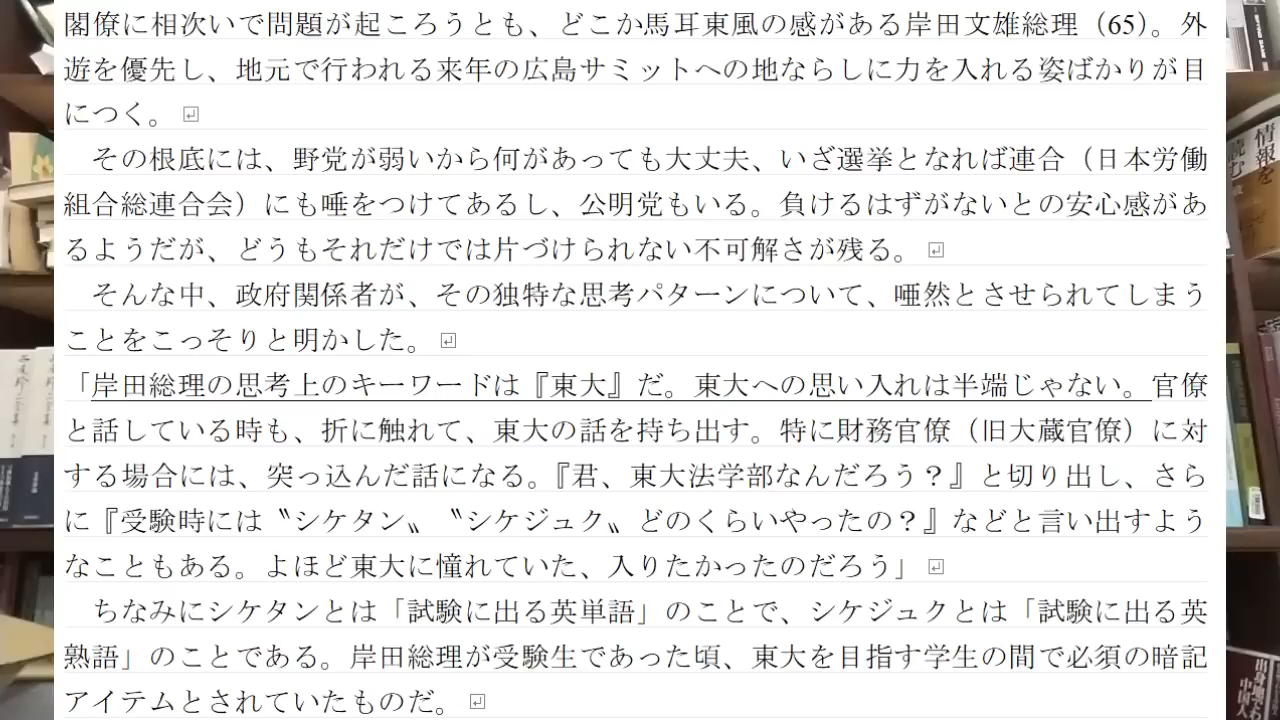 閣僚に相次いで問題が起ころうとも、どこか馬耳東風の感がある岸田文雄総理（65）。外
遊を優先し、地元で行われる来年の広島サミットへの地ならしに力を入れる姿ばかりが目
につく。
その根底には、野党が弱いから何があっても大丈夫、いざ選挙となれば連合（日本労働
組合総連合会）にも唾をつけてあるし、公明党もいる。負けるはずがないとの安心感があ
るようだが、どうもそれだけでは片づけられない不可解さが残る。
そんな中、政府関係者が、その独特な思考パターンについて、唖然とさせられてしまう
ことをこっそりと明かした。
「岸田総理の思考上のキーワードは『東大』だ。東大への思い入れは半端じゃない。官僚
と話している時も、折に触れて、東大の話を持ち出す。特に財務官僚（旧大蔵官僚）に対
する場合には、突っ込んだ話になる。『君、東大法学部なんだろう？』と切り出し、さら
に『受験時には〝シケタン〟〝シケジュク〟どのくらいやったの？』などと言い出すよう
なこともある。よほど東大に憧れていた、入りたかったのだろう」
ちなみにシケタンとは「試験に出る英単語」のことで、シケジュクとは「試験に出る英
熟語」のことである。岸田総理が受験生であった頃、東大を目指す学生の間で必須の暗記
アイテムとされていたものだ。
情報を
読む
出身地でわ
中国人